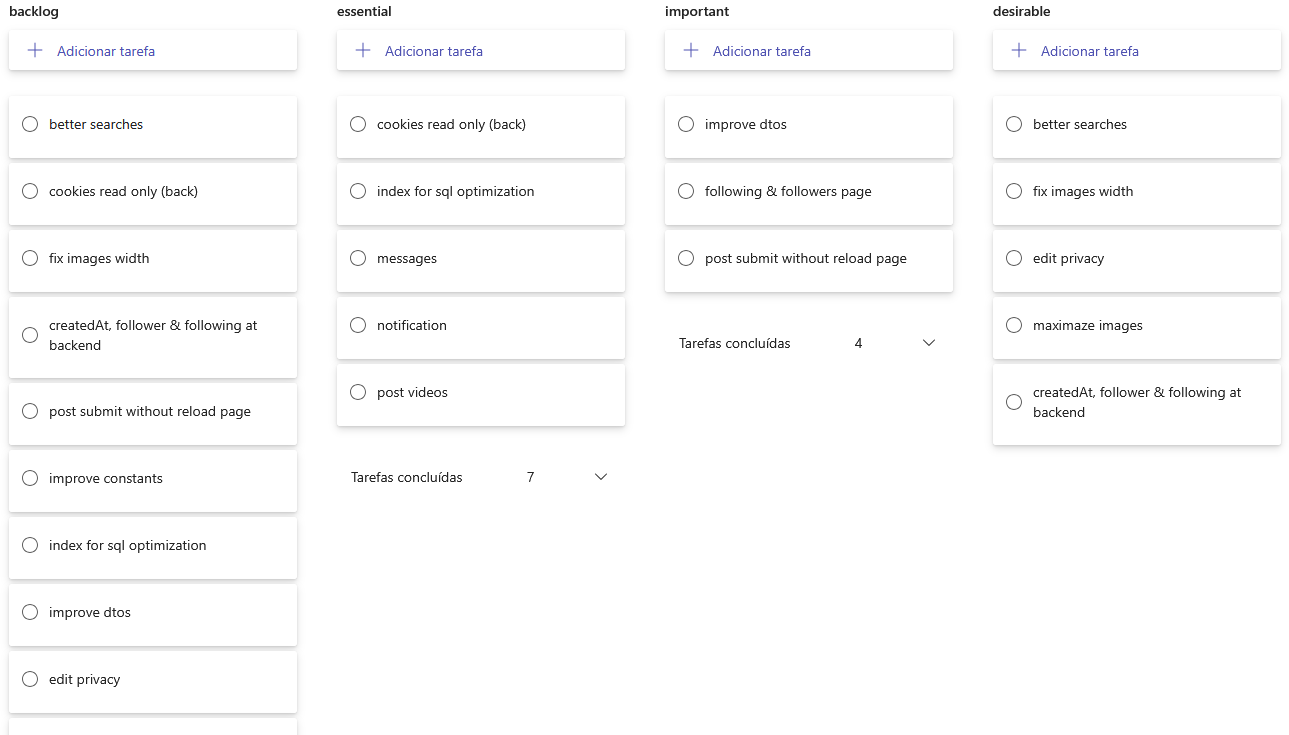 backlog
Adicionar tarefa
better searches
cookies read only (back)
fix images width
createdAt, follower & following at
backend
post submit without reload page
improve constants
index for sql optimization
improve dtos
edit privacy
essential
Adicionar tarefa
cookies read only (back)
index for sql optimization
messages
notification
post videos
Tarefas concluídas 7
important
Adicionar tarefa
improve dtos
following & followers page
post submit without reload page
Tarefas concluídas 4
desirable
Adicionar tarefa
better searches
fix images width
edit privacy
maximaze images
createdAt, follower & following at
backend